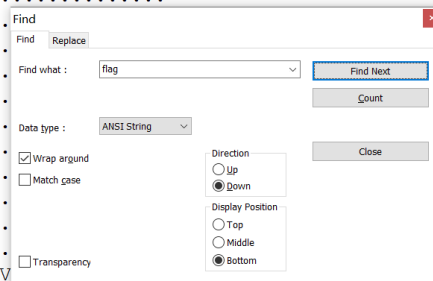 Find
Find Replace
Find what : flag
Find Next
Count
Data type : ANSI String
Wrap around
Match case
Direction
Up
Down
Close
Display Position
Top
Middle
Bottom
Transparency
V